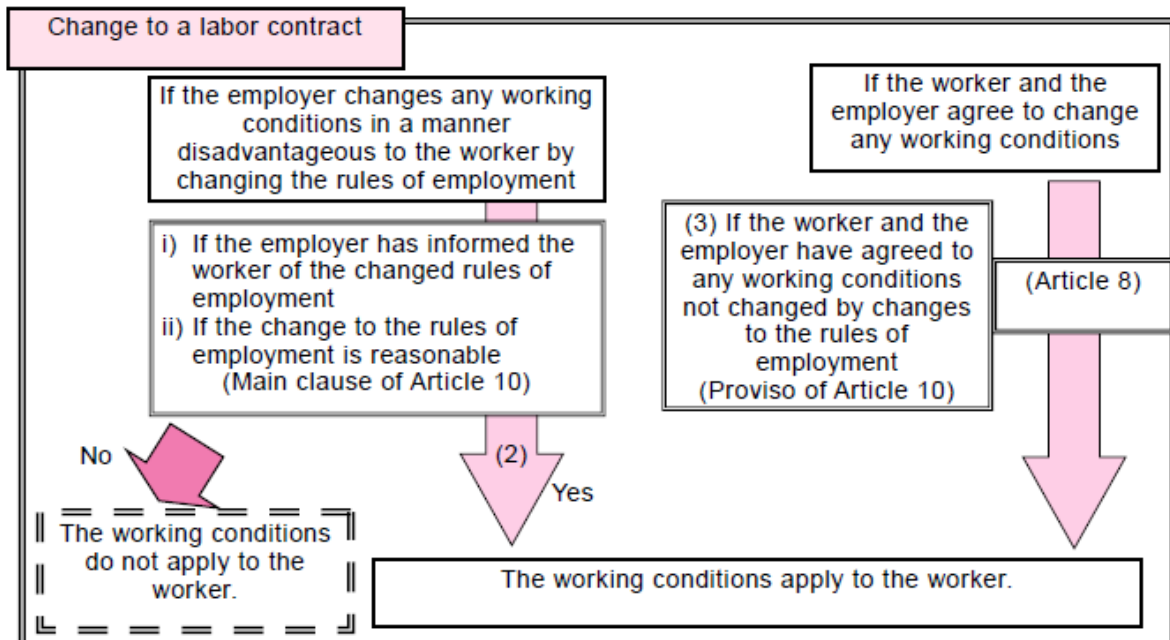 Change to a labor contract
If the employer changes any working
conditions in a manner
disadvantageous to the worker by
changing the rules of employment
If the worker and the
employer agree to change
any working conditions
i) If the employer has informed the
worker of the changed rules of
employment
ii) If the change to the rules of
employment is reasonable
(Main clause of Article 10)
(3) If the worker and the
employer have agreed to
any working conditions
not changed by changes
to the rules of
employment
(Proviso of Article 10)
(Article 8)
No
(2)
Yes
The working conditions
do not apply to the
worker.
The working conditions apply to the worker.